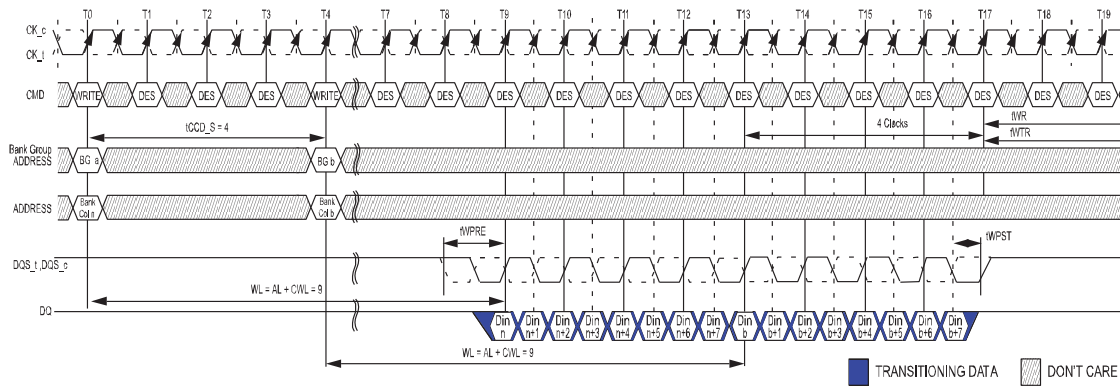 T0 T1 T2 T3 T4 T7 T8 T9 T10 T11 T12 T13 T14 T15 T16 T17 T18 T19
CK_c
CK_t
CMD WRITE DES DES DES WRITE DES DES DES DES DES DES DES DES DES DES DES DES DES
tCCD_S = 4
4 Clocks
tWR
tWTR
Bank Group
ADDRESS
BG a
BG b
ADDRESS
Bank
Col n
Bank
Col b
tWPRE
tWPST
DQS_t ,DQS_c
WL = AL + CWL = 9
DQ
Din n Din n+1 Din n+2 Din n+3 Din n+4 Din n+5 Din n+6 Din n+7 Din b Din b+1 Din b+2 Din b+3 Din b+4 Din b+5 Din b+6 Din b+7
WL = AL + CWL = 9
TRANSITIONING DATA
DON'T CARE